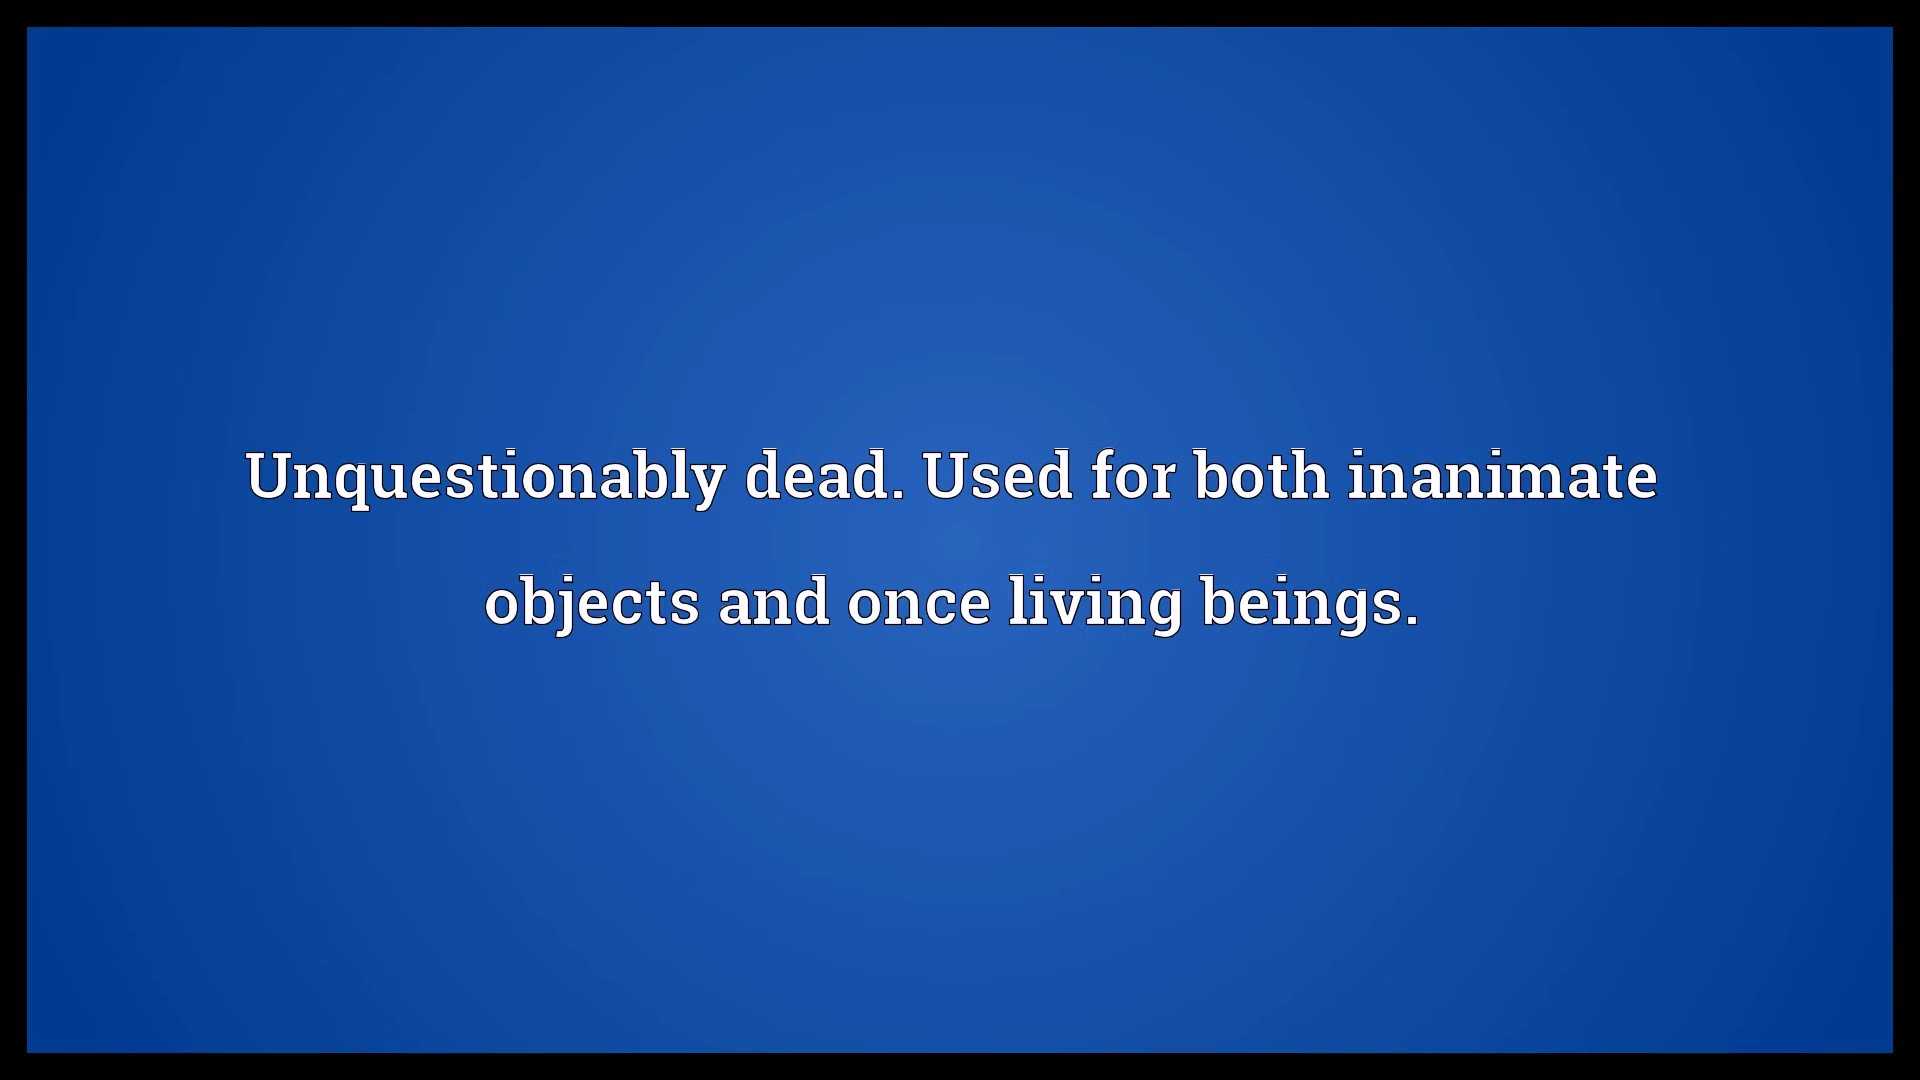 Unquestionably dead. Used for both inanimate
objects and once living beings.